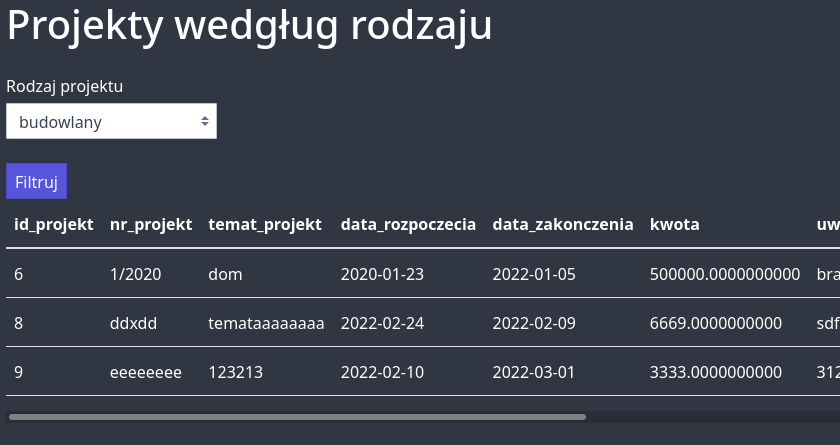 Projekty wedgług rodzaju
Rodzaj projektu
budowlany
Filtruj
id_projekt nr_projekt temat_projekt data_rozpoczecia data_zakonczenia kwota uw
6 1/2020 dom 2020-01-23 2022-01-05 500000.0000000000 bra
8 ddxdd temataaaaaaaa 2022-02-24 2022-02-09 6669.0000000000 sdf
9 eeeeeeee 123213 2022-02-10 2022-03-01 3333.0000000000 312